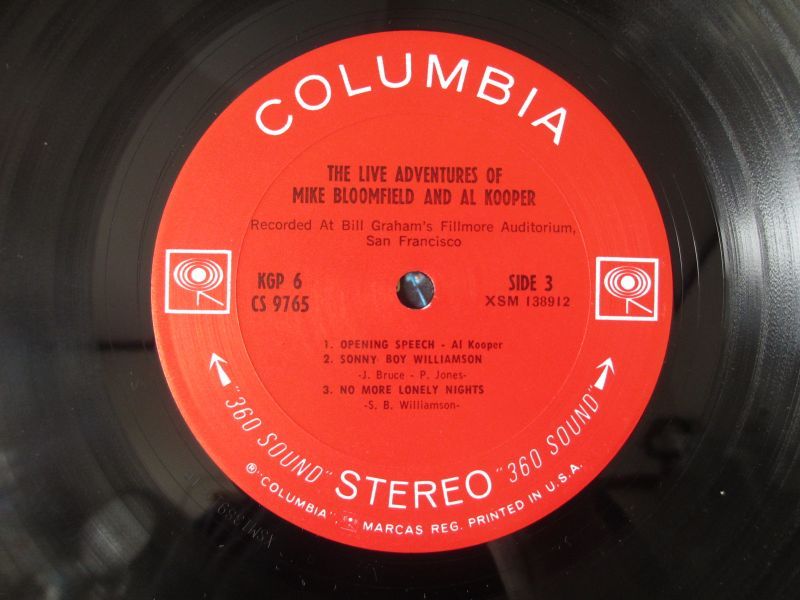 COLUMBIA
THE LIVE ADVENTURES OF
MIKE BLOOMFIELD AND AL KOOPER
Recorded At Bill Graham's Fillmore Auditorium,
San Francisco
KGP 6 SIDE 3
CS 9765 XSM 138912
1. OPENING SPEECH - Al Kooper
2. SONNY BOY WILLIAMSON
-J. Bruce - P. Jones-
3. NO MORE LONELY NIGHTS
-S. B. Williamson-
"360 SOUND" STEREO "360 SOUND"
® "COLUMBIA", MARCAS REG. PRINTED IN U.S.A.